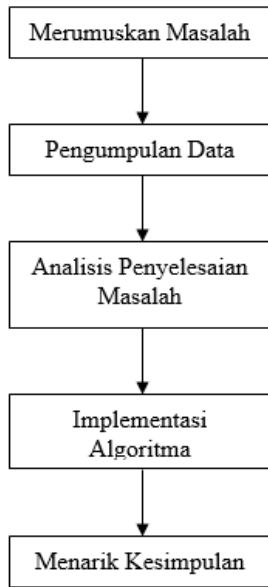 Merumuskan Masalah
Pengumpulan Data
Analisis Penyelesaian
Masalah
Implementasi
Algoritma
Menarik Kesimpulan